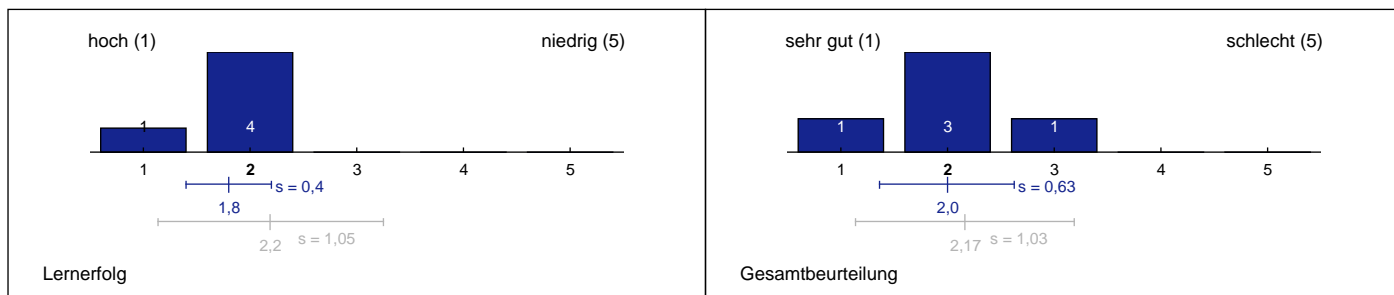 hoch (1) niedrig (5)
1 4
1 2 3 4 5
s = 0,4
1,8
s = 1,05
2,2
Lernerfolg
sehr gut (1) schlecht (5)
1 3 1
1 2 3 4 5
s = 0,63
2,0
s = 1,03
2,17
Gesamtbeurteilung